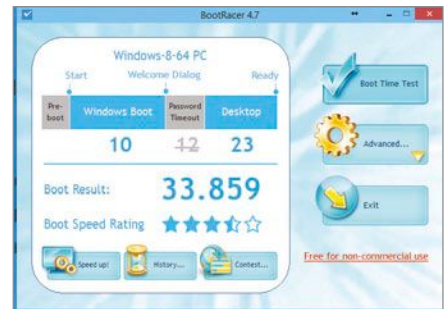 BootRacer 4.7
Windows-8-64 PC
Start Welcome Dialog Ready
Pre-boot Windows Boot Password Timeout Desktop
10 12 23
Boot Result: 33.859
Boot Speed Rating
Speed up! History... Contest...
Boot Time Test
Advanced...
Exit
Free for non-commercial use